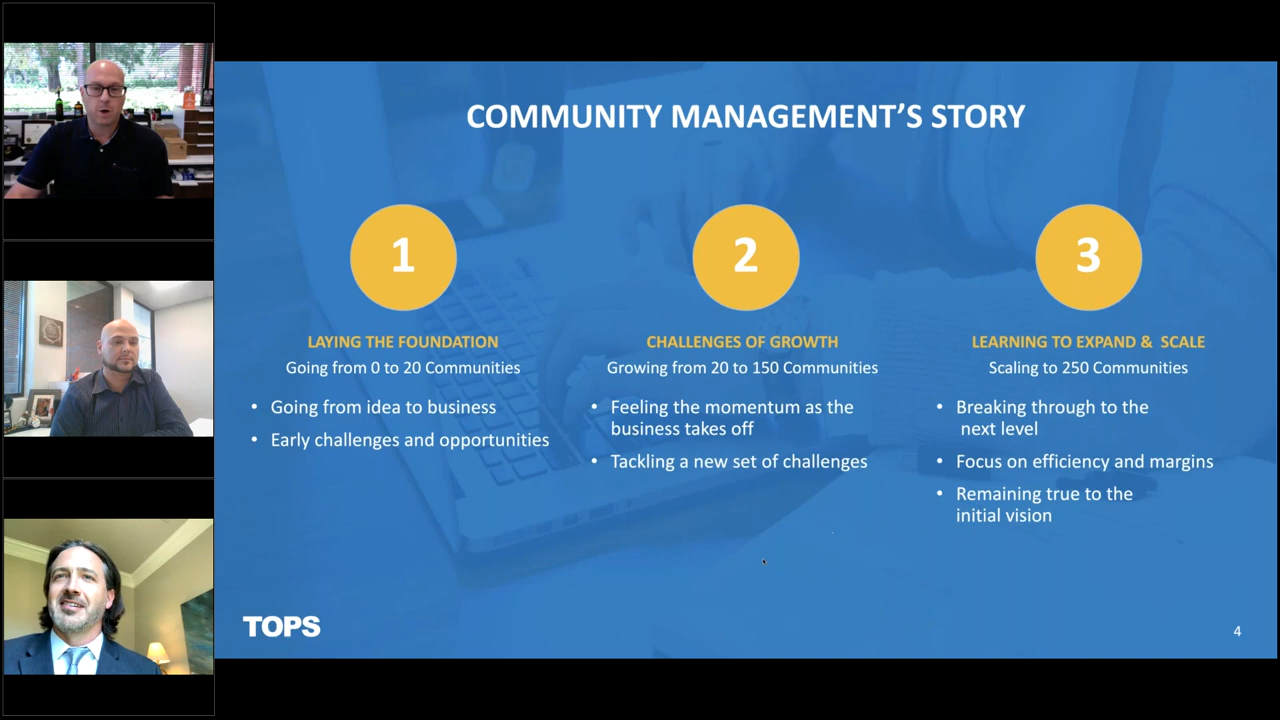 COMMUNITY MANAGEMENT’S STORY
1
LAYING THE FOUNDATION
Going from 0 to 20 Communities
• Going from idea to business
• Early challenges and opportunities
2
CHALLENGES OF GROWTH
Growing from 20 to 150 Communities
• Feeling the momentum as the
business takes off
• Tackling a new set of challenges
3
LEARNING TO EXPAND &  SCALE
Scaling to 250 Communities
• Breaking through to the
next level
• Focus on efficiency and margins
• Remaining true to the
initial vision
TOPS
4